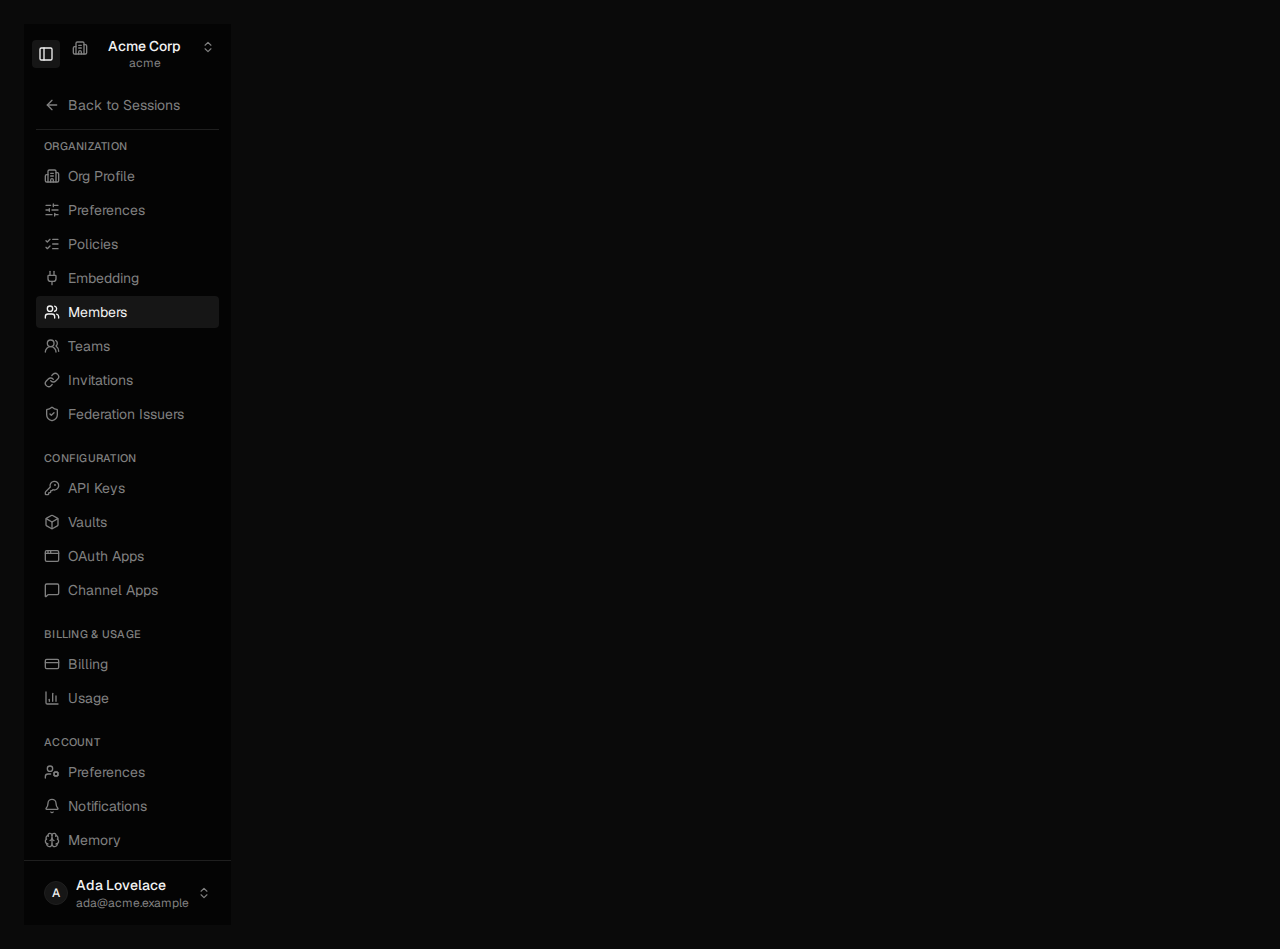 Acme Corp
acme
Back to Sessions
ORGANIZATION
Org Profile
Preferences
Policies
Embedding
Members
Teams
Invitations
Federation Issuers
CONFIGURATION
API Keys
Vaults
OAuth Apps
Channel Apps
BILLING & USAGE
Billing
Usage
ACCOUNT
Preferences
Notifications
Memory
A
Ada Lovelace
ada@acme.example